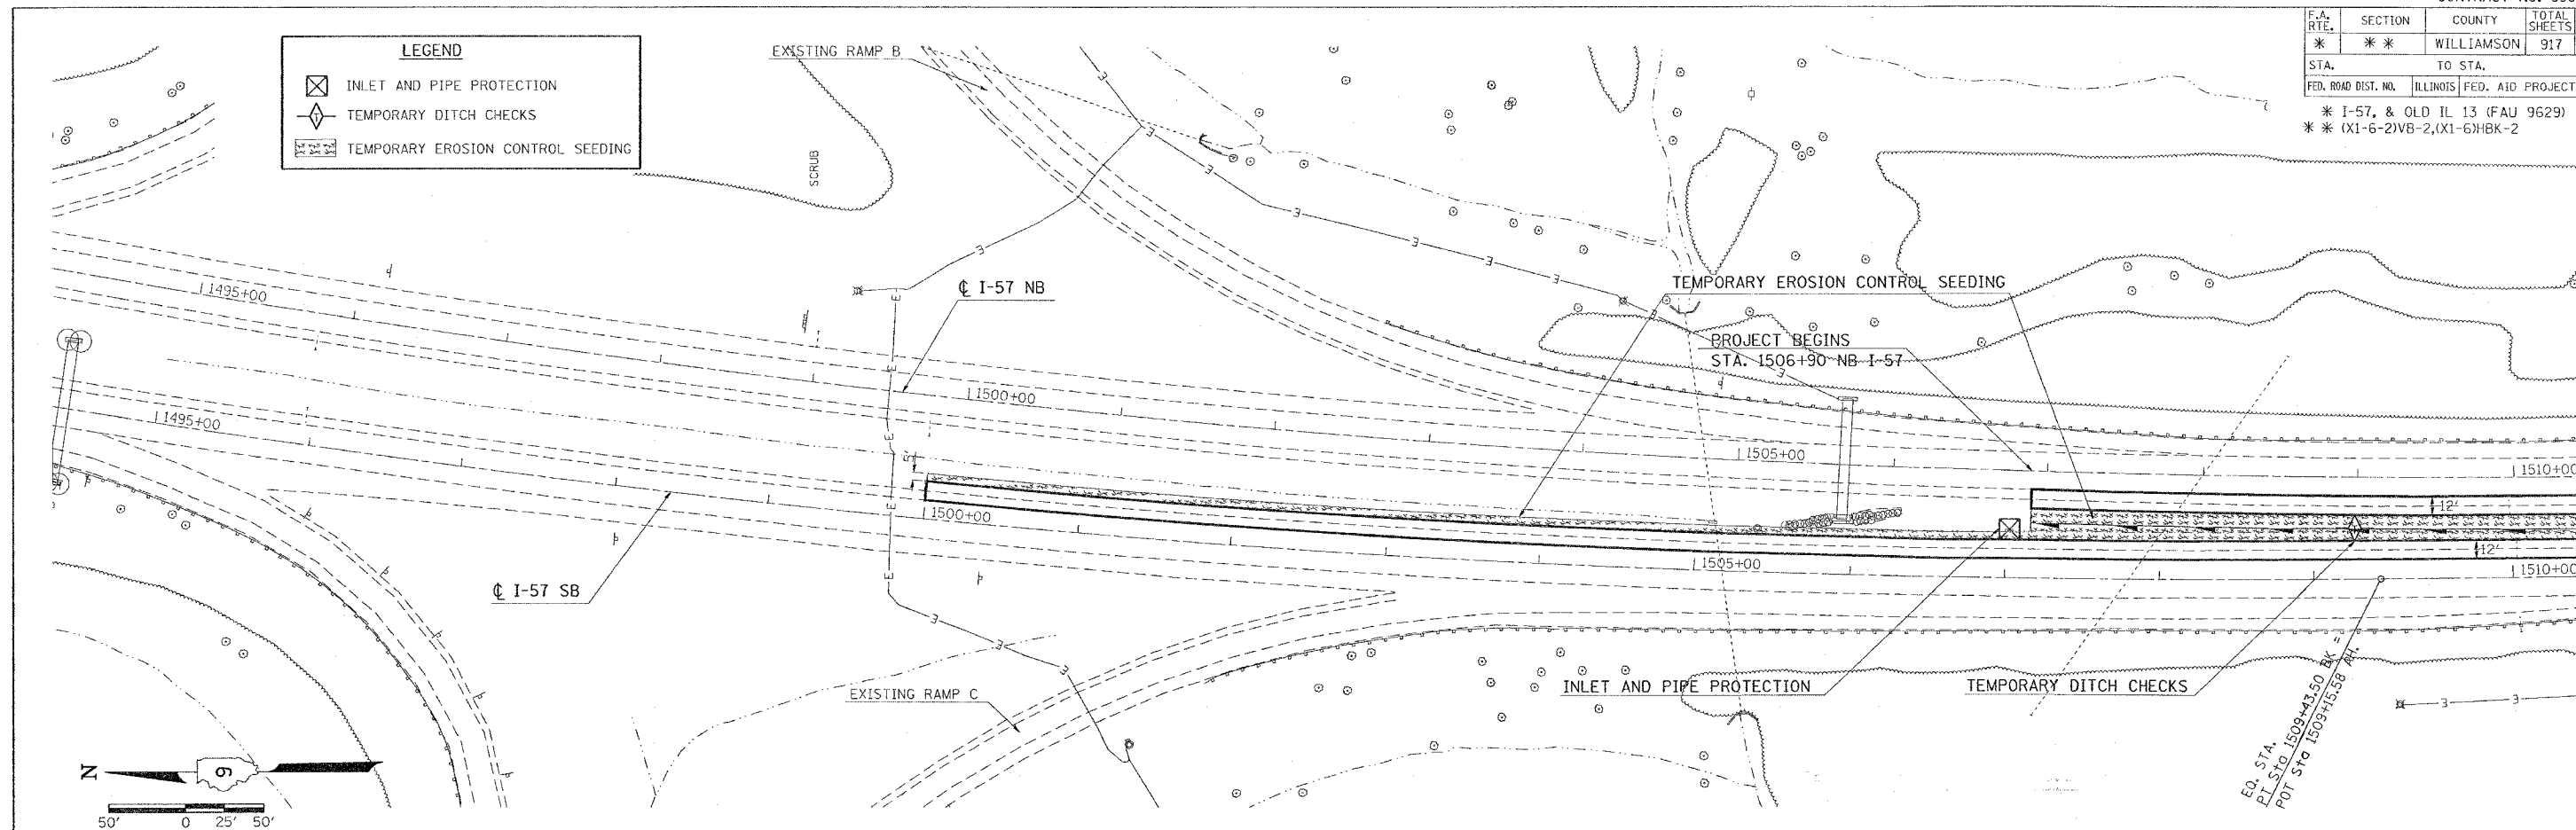 F.A. RTE. SECTION COUNTY TOTAL SHEETS
* * * WILLIAMSON 917
STA. TO STA.
FED. ROAD DIST. NO. ILLINOIS FED. AID PROJECT
* I-57, & OLD IL 13 (FAU 9629)
* * (X1-6-2)VB-2,(X1-6)HBK-2
LEGEND
INLET AND PIPE PROTECTION
T TEMPORARY DITCH CHECKS
TEMPORARY EROSION CONTROL SEEDING
EXISTING RAMP B
SCRUB
1495+00
℄ I-57 NB
TEMPORARY EROSION CONTROL SEEDING
PROJECT BEGINS
STA. 1506+90 NB I-57
1500+00
1495+00
1505+00
1510+00
5'
12'
1500+00
1505+00
12'
1510+00
℄ I-57 SB
EXISTING RAMP C
INLET AND PIPE PROTECTION
TEMPORARY DITCH CHECKS
EQ. STA.
PT Sta 1509+43.50 BK =
POT Sta 1509+15.58 AH.
N
9
50' 0 25' 50'